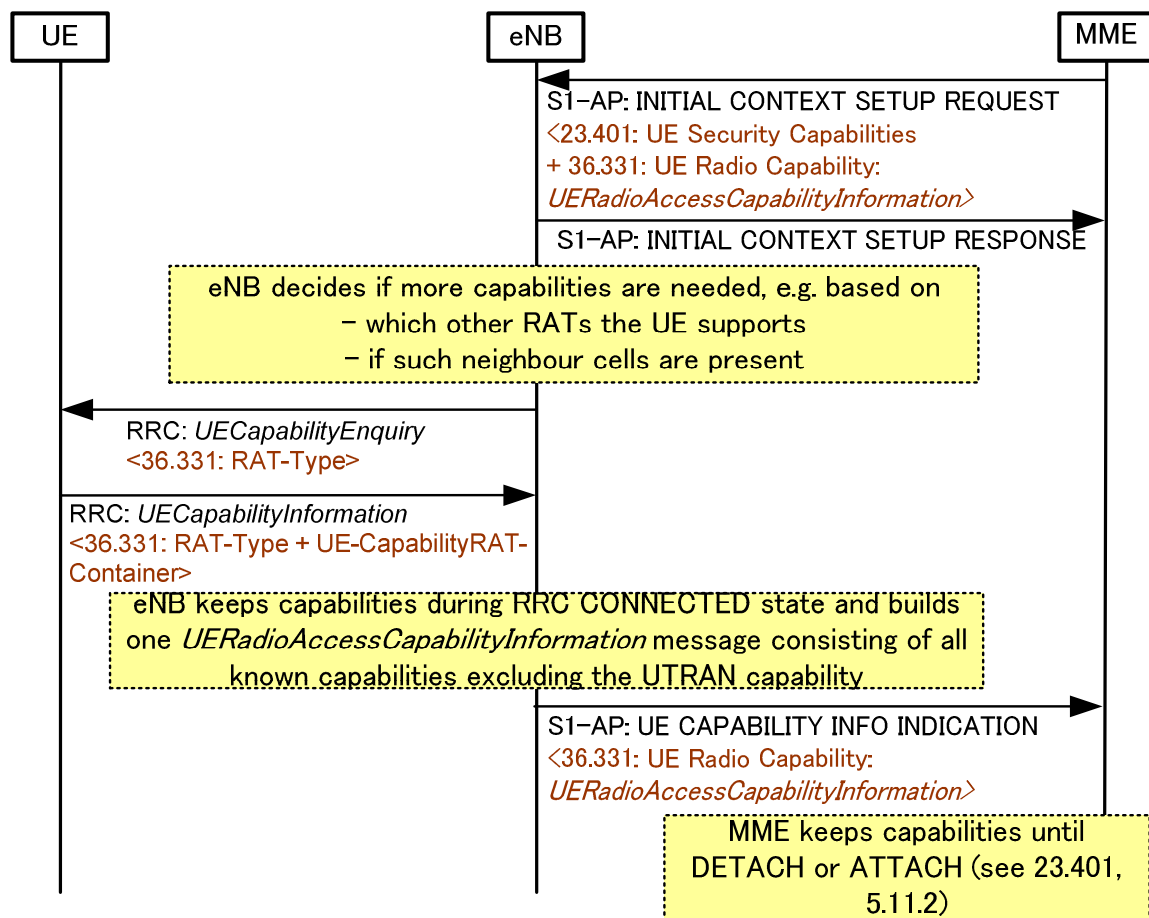 UE
eNB
MME
S1-AP: INITIAL CONTEXT SETUP REQUEST
<23.401: UE Security Capabilities
+ 36.331: UE Radio Capability:
UERadioAccessCapabilityInformation>
S1-AP: INITIAL CONTEXT SETUP RESPONSE
eNB decides if more capabilities are needed, e.g. based on
- which other RATs the UE supports
- if such neighbour cells are present
RRC: UECapabilityEnquiry
<36.331: RAT-Type>
RRC: UECapabilityInformation
<36.331: RAT-Type + UE-CapabilityRAT-
Container>
eNB keeps capabilities during RRC CONNECTED state and builds
one UERadioAccessCapabilityInformation message consisting of all
known capabilities excluding the UTRAN capability
S1-AP: UE CAPABILITY INFO INDICATION
<36.331: UE Radio Capability:
UERadioAccessCapabilityInformation>
MME keeps capabilities until
DETACH or ATTACH (see 23.401,
5.11.2)